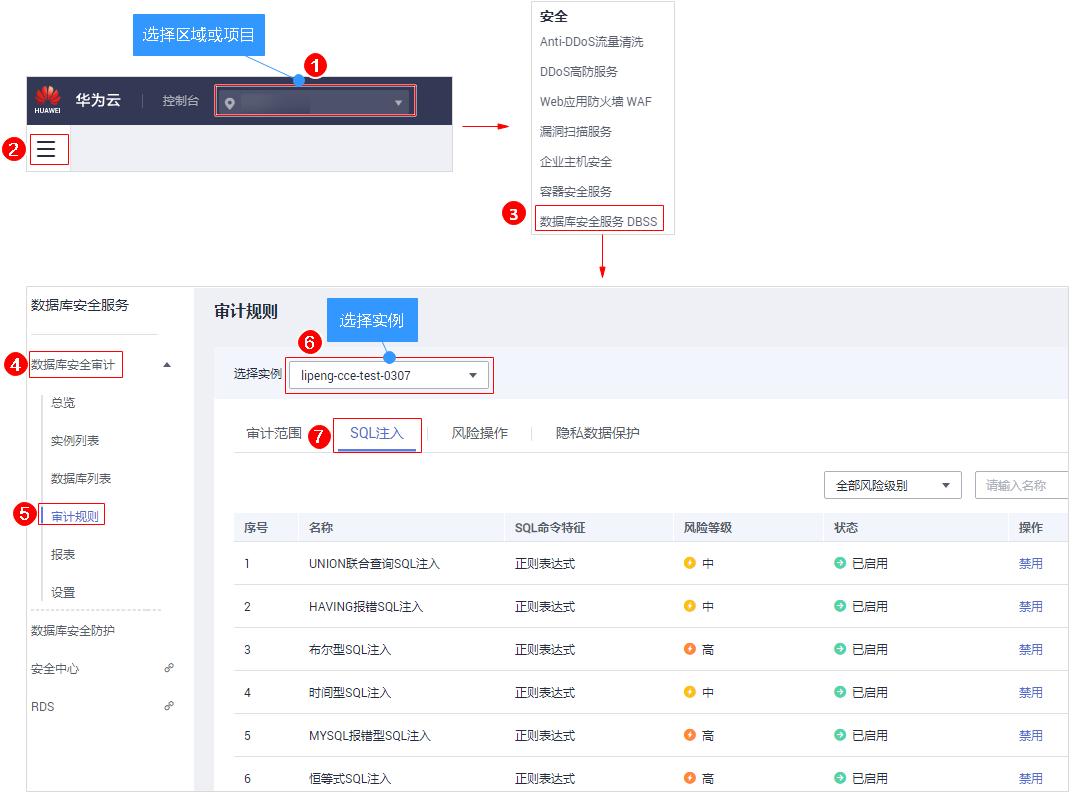 选择区域或项目
1
HUAWEI 华为云 控制台
2
安全
Anti-DDoS流量清洗
DDoS高防服务
Web应用防火墙 WAF
漏洞扫描服务
企业主机安全
容器安全服务
3 数据库安全服务 DBSS
数据库安全服务
4 数据库安全审计
总览
实例列表
数据库列表
5 审计规则
报表
设置
数据库安全防护
安全中心
RDS
审计规则
选择实例
6
选择实例 lipeng-cce-test-0307
审计范围 7 SQL注入 风险操作 隐私数据保护
全部风险级别 请输入名称
序号 名称 SQL命令特征 风险等级 状态 操作
1 UNION联合查询SQL注入 正则表达式 中 已启用 禁用
2 HAVING报错SQL注入 正则表达式 中 已启用 禁用
3 布尔型SQL注入 正则表达式 高 已启用 禁用
4 时间型SQL注入 正则表达式 中 已启用 禁用
5 MYSQL报错型SQL注入 正则表达式 高 已启用 禁用
6 恒等式SQL注入 正则表达式 高 已启用 禁用